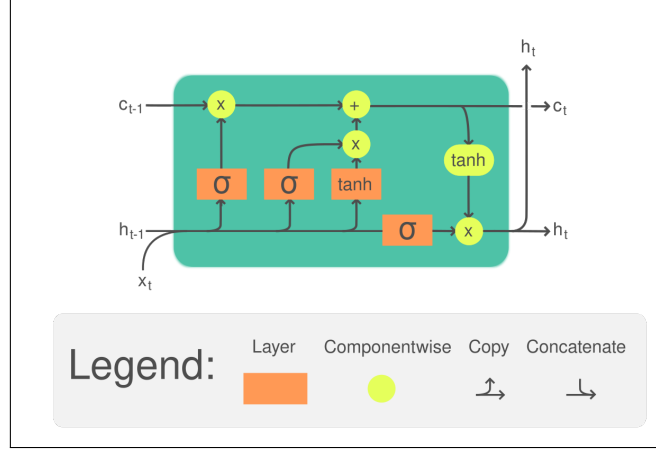 h_t
c_{t-1}
x
+
c_t
x
tanh
σ
σ
tanh
h_{t-1}
σ
x
h_t
x_t
Legend:
Layer
Componentwise
Copy
Concatenate